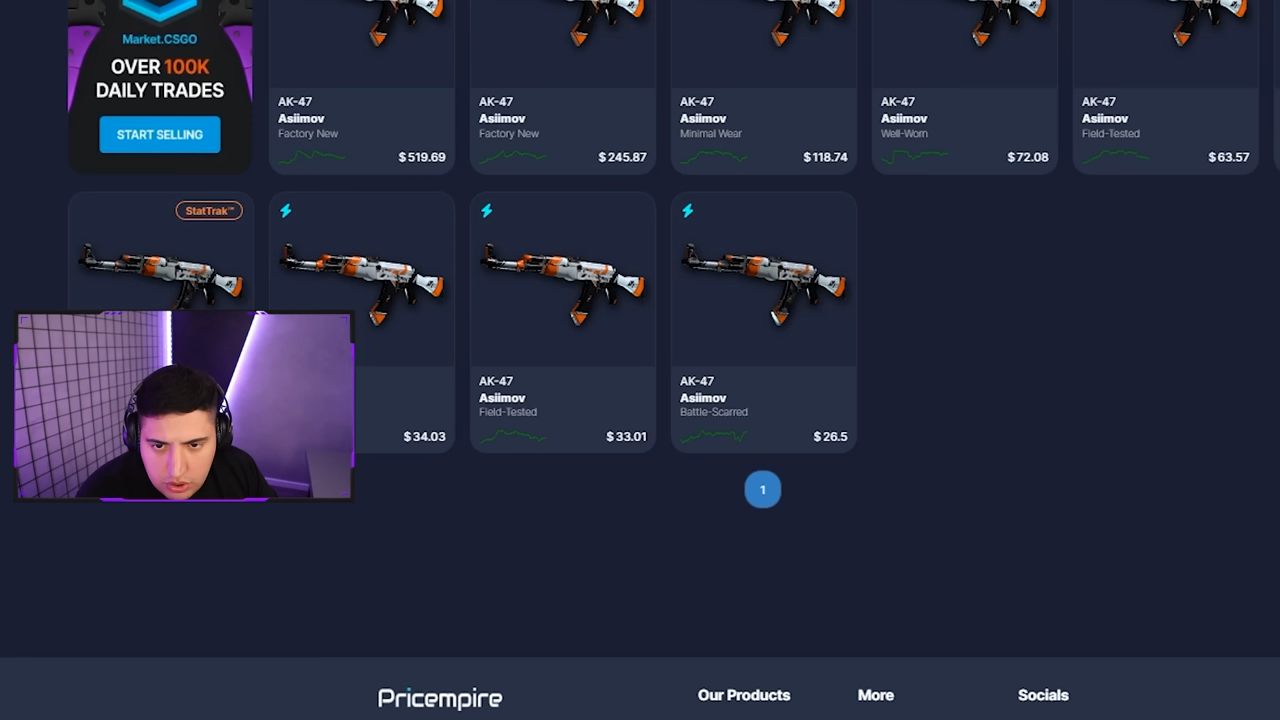 Market.CSGO
OVER 100K
DAILY TRADES
START SELLING
AK-47
Asiimov
Factory New
$519.69
AK-47
Asiimov
Factory New
$245.87
AK-47
Asiimov
Minimal Wear
$118.74
AK-47
Asiimov
Well-Worn
$72.08
AK-47
Asiimov
Field-Tested
$63.57
StatTrak™
$34.03
AK-47
Asiimov
Field-Tested
$33.01
AK-47
Asiimov
Battle-Scarred
$26.5
1
Pricempire
Our Products
More
Socials